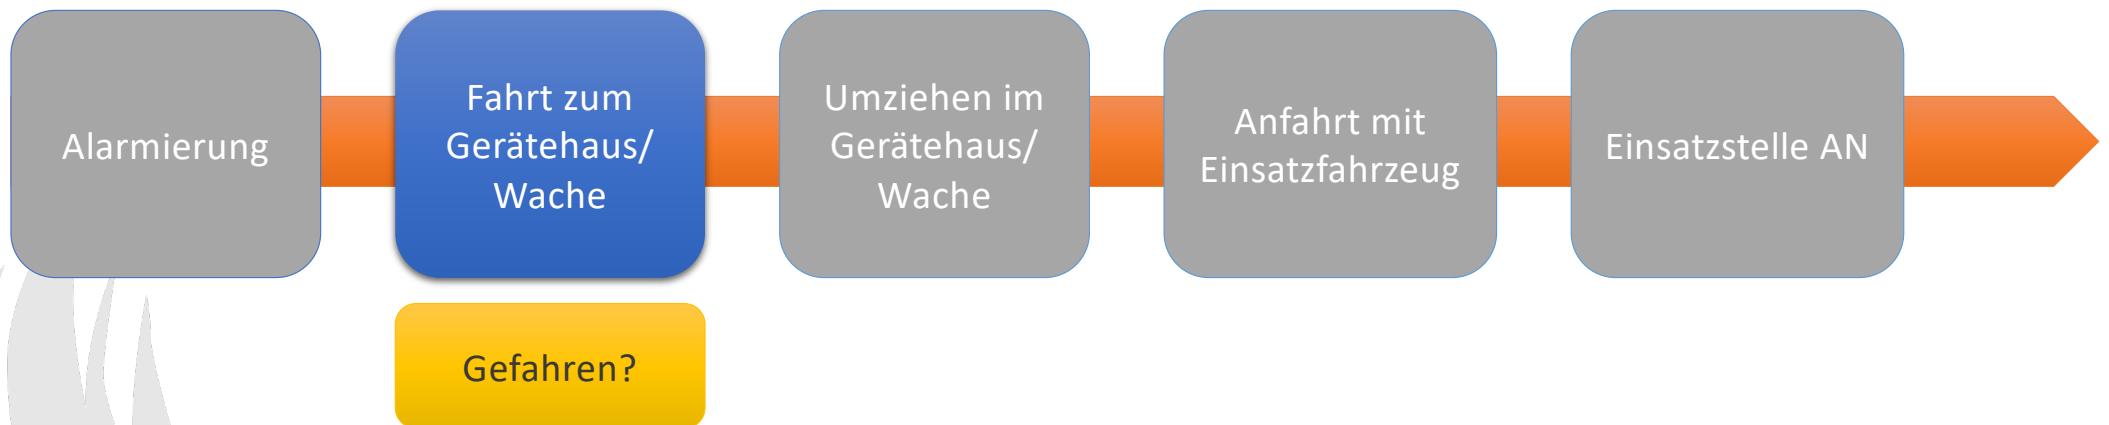 Alarmierung
Fahrt zum
Gerätehaus/
Wache
Umziehen im
Gerätehaus/
Wache
Anfahrt mit
Einsatzfahrzeug
Einsatzstelle AN
Gefahren?